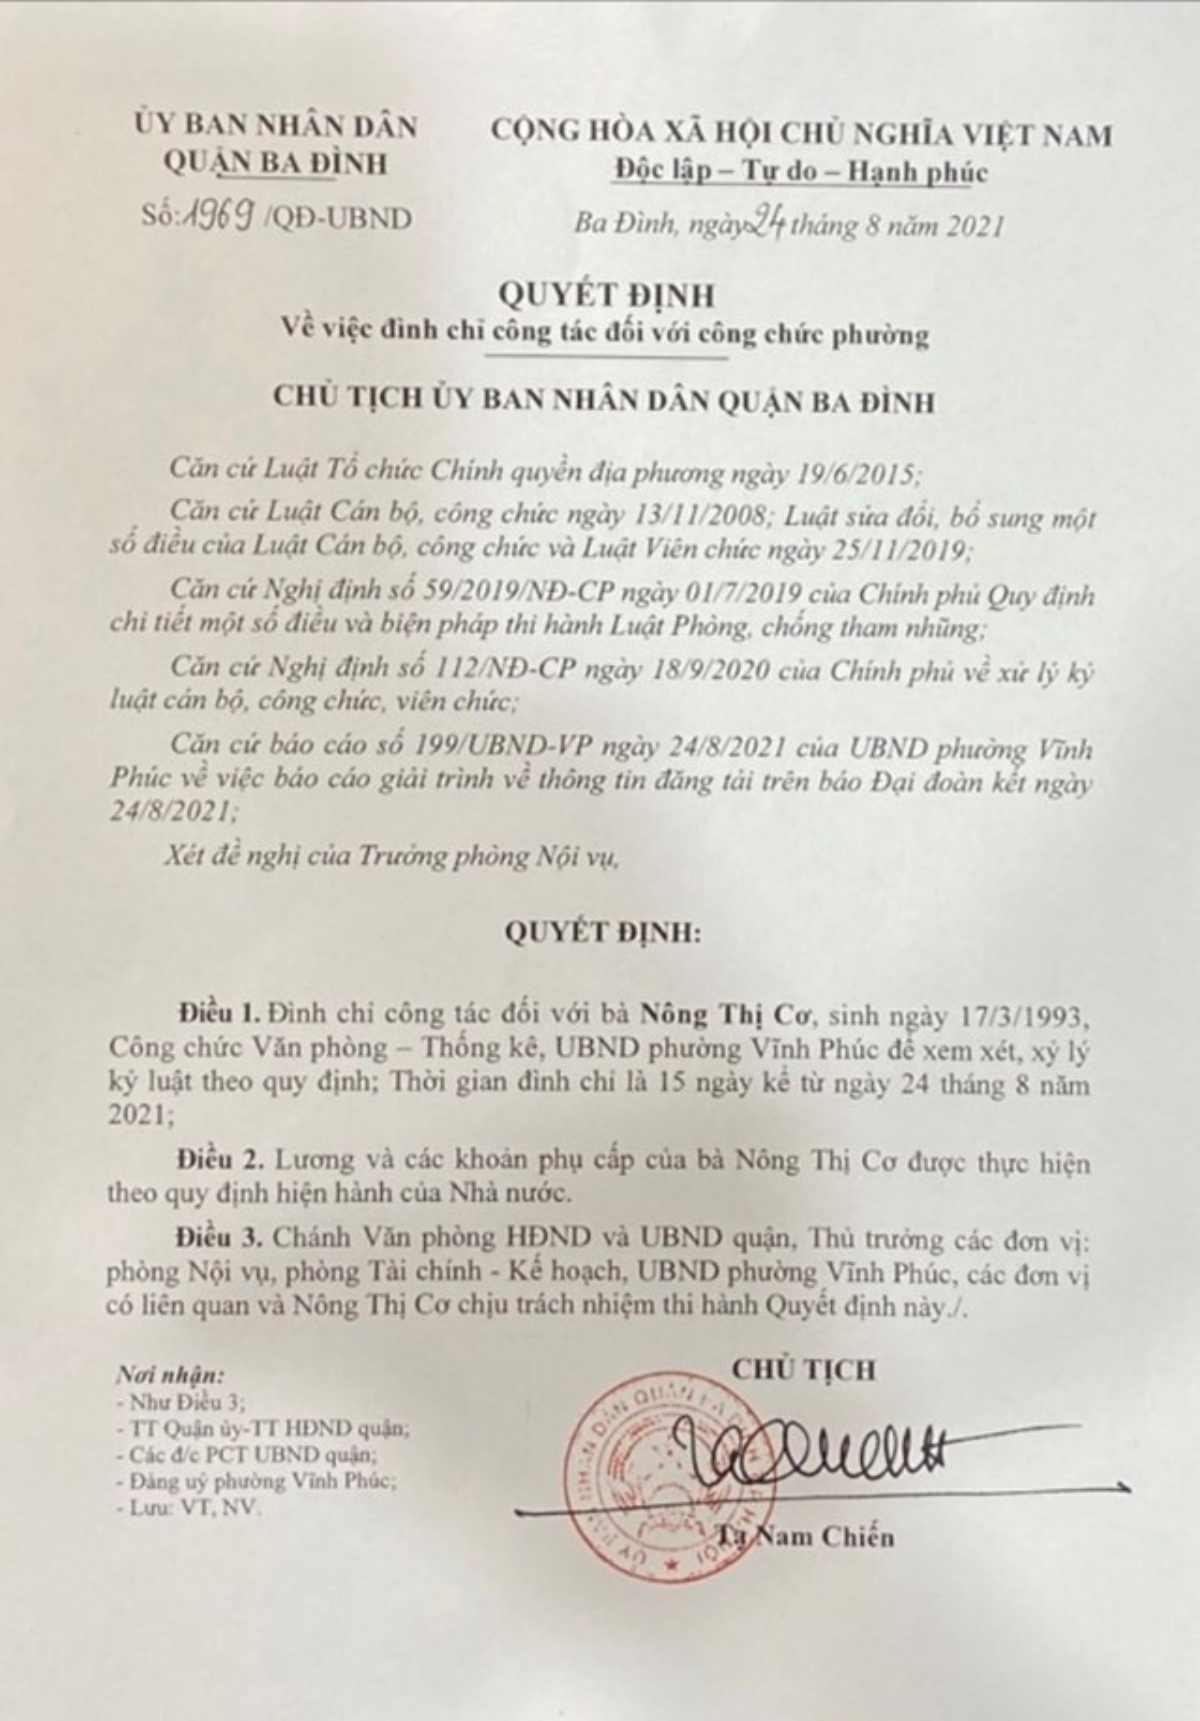 ỦY BAN NHÂN DÂN
QUẬN BA ĐÌNH
Số:1969/QĐ-UBND
CỘNG HÒA XÃ HỘI CHỦ NGHĨA VIỆT NAM
Độc lập – Tự do – Hạnh phúc
Ba Đình, ngày 24 tháng 8 năm 2021
QUYẾT ĐỊNH
Về việc đình chỉ công tác đối với công chức phường
CHỦ TỊCH ỦY BAN NHÂN DÂN QUẬN BA ĐÌNH
Căn cứ Luật Tổ chức Chính quyền địa phương ngày 19/6/2015;
Căn cứ Luật Cán bộ, công chức ngày 13/11/2008; Luật sửa đổi, bổ sung một
số điều của Luật Cán bộ, công chức và Luật Viên chức ngày 25/11/2019;
Căn cứ Nghị định số 59/2019/NĐ-CP ngày 01/7/2019 của Chính phủ Quy định
chi tiết một số điều và biện pháp thi hành Luật Phòng, chống tham nhũng;
Căn cứ Nghị định số 112/NĐ-CP ngày 18/9/2020 của Chính phủ về xử lý kỷ
luật cán bộ, công chức, viên chức;
Căn cứ báo cáo số 199/UBND-VP ngày 24/8/2021 của UBND phường Vĩnh
Phúc về việc báo cáo giải trình về thông tin đăng tải trên báo Đại đoàn kết ngày
24/8/2021;
Xét đề nghị của Trưởng phòng Nội vụ,
QUYẾT ĐỊNH:
Điều 1. Đình chỉ công tác đối với bà Nông Thị Cơ, sinh ngày 17/3/1993,
Công chức Văn phòng – Thống kê, UBND phường Vĩnh Phúc để xem xét, xỷ lý
kỷ luật theo quy định; Thời gian đình chỉ là 15 ngày kể từ ngày 24 tháng 8 năm
2021;
Điều 2. Lương và các khoản phụ cấp của bà Nông Thị Cơ được thực hiện
theo quy định hiện hành của Nhà nước.
Điều 3. Chánh Văn phòng HĐND và UBND quận, Thủ trưởng các đơn vị:
phòng Nội vụ, phòng Tài chính - Kế hoạch, UBND phường Vĩnh Phúc, các đơn vị
có liên quan và Nông Thị Cơ chịu trách nhiệm thi hành Quyết định này./.
Nơi nhận:
- Như Điều 3;
- TT Quận ủy-TT HĐND quận;
- Các đ/c PCT UBND quận;
- Đảng uỷ phường Vĩnh Phúc;
- Lưu: VT, NV.
CHỦ TỊCH
Tạ Nam Chiến